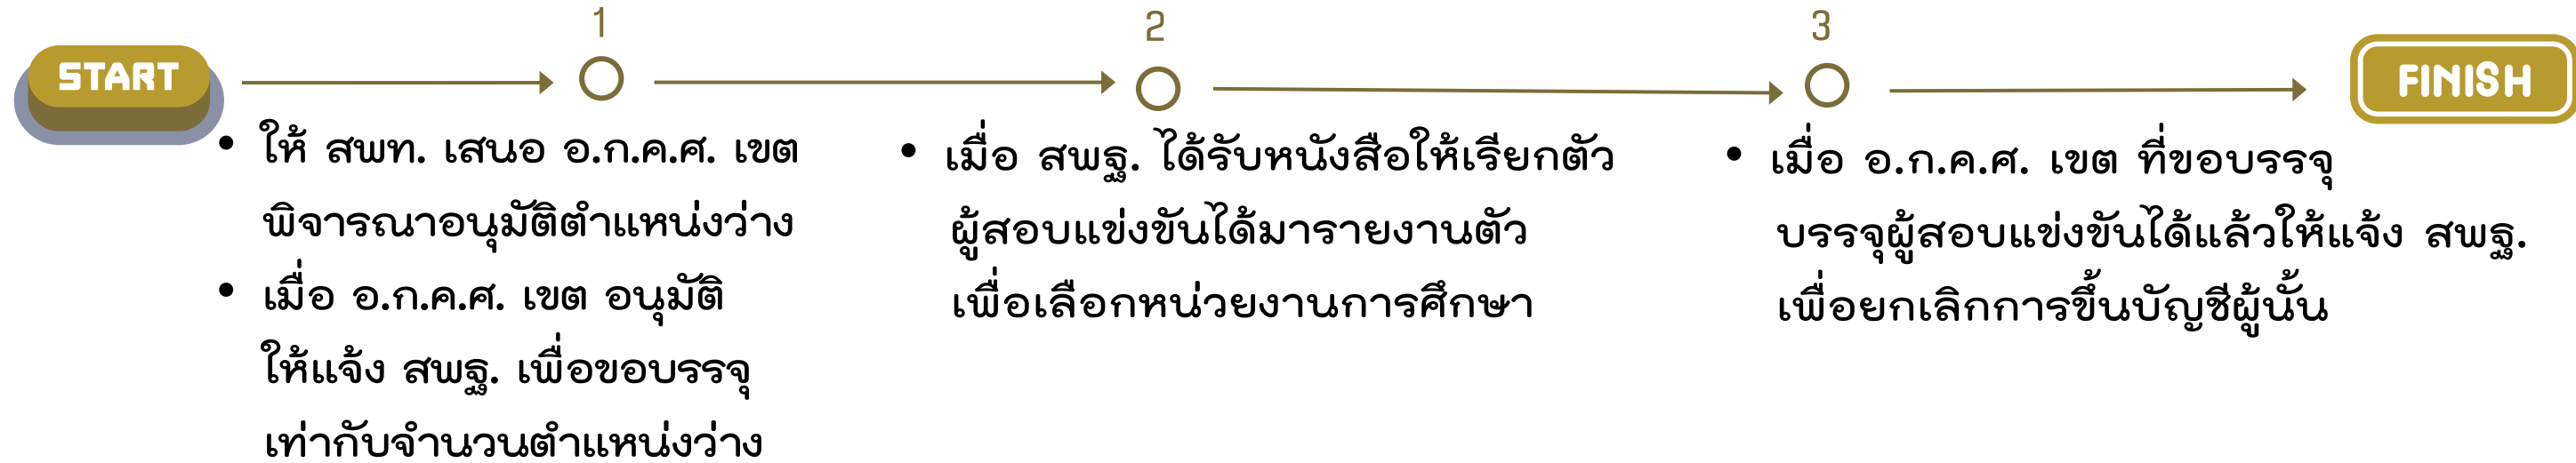 START
1
2
3
FINISH
• ให้ สพท. เสนอ อ.ก.ค.ศ. เขต
พิจารณาอนุมัติตำแหน่งว่าง
• เมื่อ อ.ก.ค.ศ. เขต อนุมัติ
ให้แจ้ง สพฐ. เพื่อขอบรรจุ
เท่ากับจำนวนตำแหน่งว่าง
• เมื่อ สพฐ. ได้รับหนังสือให้เรียกตัว
ผู้สอบแข่งขันได้มารายงานตัว
เพื่อเลือกหน่วยงานการศึกษา
• เมื่อ อ.ก.ค.ศ. เขต ที่ขอบรรจุ
บรรจุผู้สอบแข่งขันได้แล้วให้แจ้ง สพฐ.
เพื่อยกเลิกการขึ้นบัญชีผู้นั้น